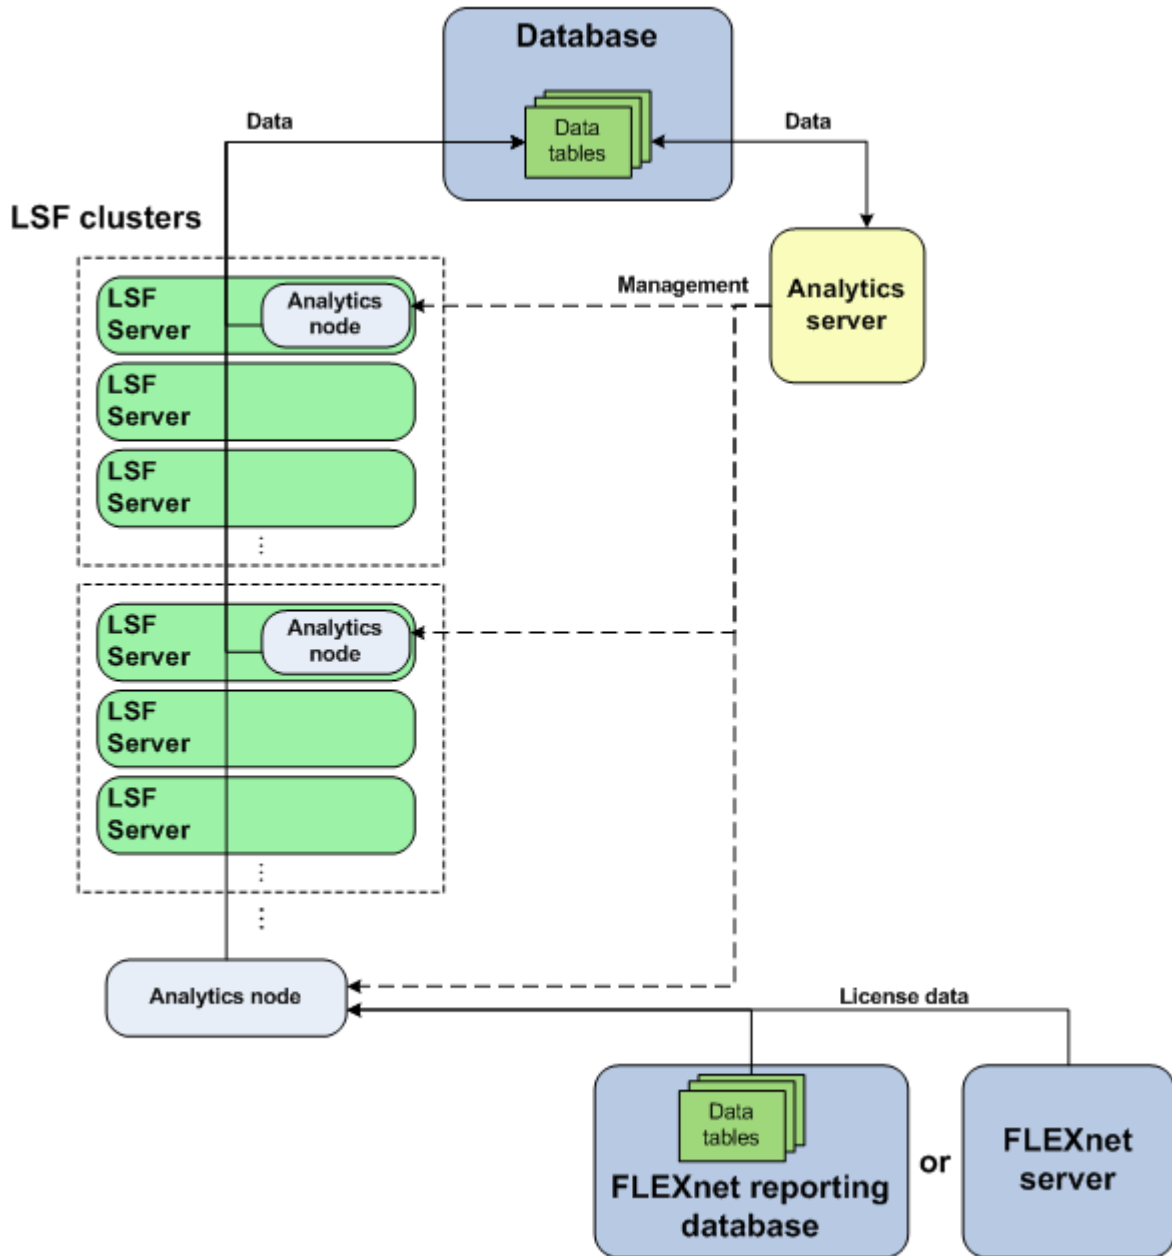 Database
Data
tables
Data
Data
LSF clusters
Management
Analytics
server
LSF
Server
Analytics
node
LSF
Server
LSF
Server
LSF
Server
Analytics
node
LSF
Server
LSF
Server
Analytics node
License data
Data
tables
FLEXnet reporting
database
or
FLEXnet
server